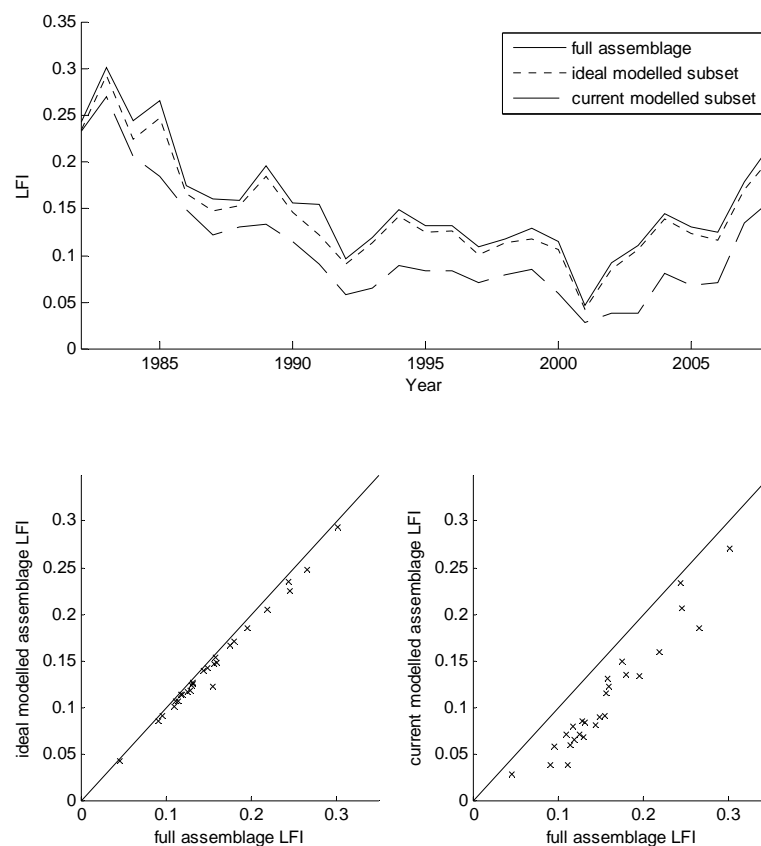 0.35
0.3
0.25
0.2
0.15
0.1
0.05
0
LFI
full assemblage
ideal modelled subset
current modelled subset
1985 1990 1995 2000 2005
Year
0.3
0.25
0.2
0.15
0.1
0.05
0
ideal modelled assemblage LFI
0 0.1 0.2 0.3
full assemblage LFI
0.3
0.25
0.2
0.15
0.1
0.05
0
current modelled assemblage LFI
0 0.1 0.2 0.3
full assemblage LFI